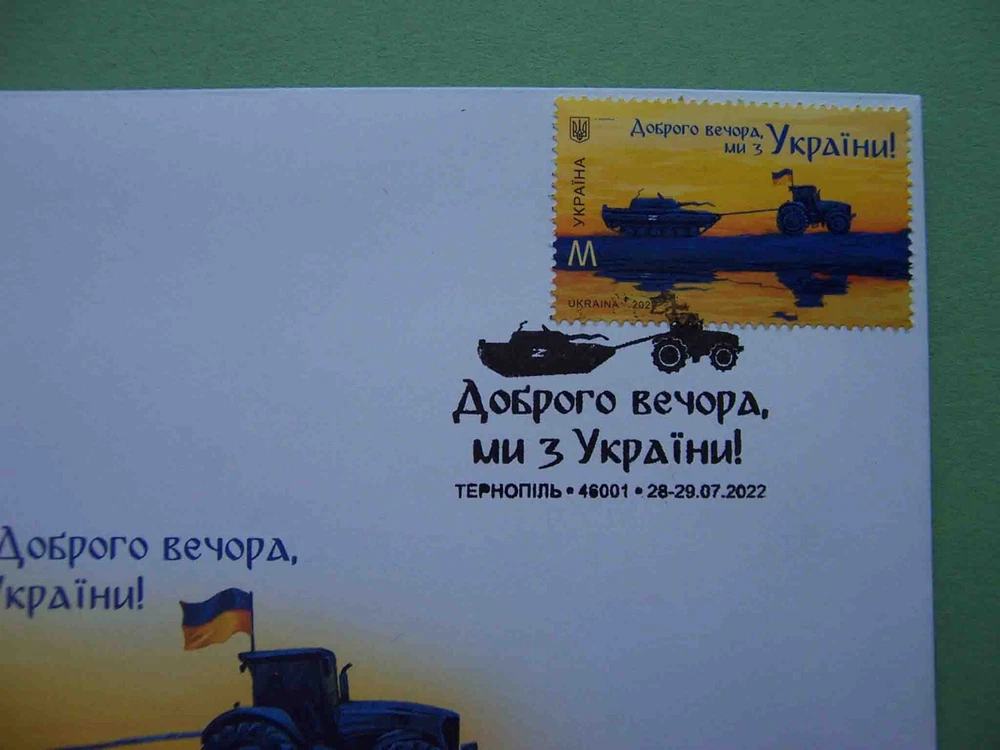 Доброго вечора,
ми з України!
УКРАЇНА
M
UKRAINA 2022
Z
Доброго вечора,
ми з України!
ТЕРНОПІЛЬ • 46001 • 28-29.07.2022
Доброго вечора,
України!